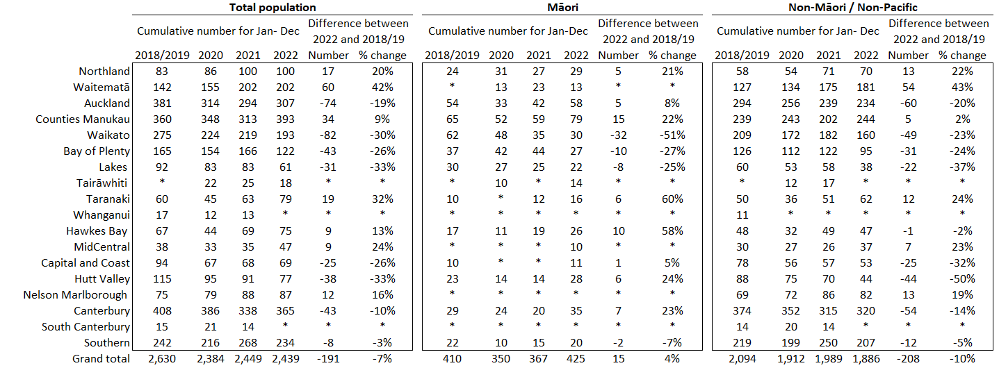 Total population Māori Non-Māori / Non-Pacific
Cumulative number for Jan- Dec Difference between 2022 and 2018/19 Cumulative number for Jan-Dec Difference between 2022 and 2018/19 Cumulative number for Jan- Dec Difference between 2022 and 2018/19
2018/2019 2020 2021 2022 Number % change 2018/2019 2020 2021 2022 Number % change 2018/2019 2020 2021 2022 Number % change
Northland 83 86 100 100 17 20% 24 31 27 29 5 21% 58 54 71 70 13 22%
Waitematā 142 155 202 202 60 42% * 13 23 13 * * 127 134 175 181 54 43%
Auckland 381 314 294 307 -74 -19% 54 33 42 58 5 8% 294 256 239 234 -60 -20%
Counties Manukau 360 348 313 393 34 9% 65 52 59 79 15 22% 239 243 202 244 5 2%
Waikato 275 224 219 193 -82 -30% 62 48 35 30 -32 -51% 209 172 182 160 -49 -23%
Bay of Plenty 165 154 166 122 -43 -26% 37 42 44 27 -10 -27% 126 112 122 95 -31 -24%
Lakes 92 83 83 61 -31 -33% 30 27 25 22 -8 -25% 60 53 58 38 -22 -37%
Tairāwhiti * 22 25 18 * * * 10 * 14 * * * 12 17 * * *
Taranaki 60 45 63 79 19 32% 10 * 12 16 6 60% 50 36 51 62 12 24%
Whanganui 17 12 13 * * * * * * * * * 11 * * * * *
Hawkes Bay 67 44 69 75 9 13% 17 11 19 26 10 58% 48 32 49 47 -1 -2%
MidCentral 38 33 35 47 9 24% * * * 10 * * 30 27 26 37 7 23%
Capital and Coast 94 67 68 69 -25 -26% 10 * * 11 1 5% 78 56 57 53 -25 -32%
Hutt Valley 115 95 91 77 -38 -33% 23 14 14 28 6 24% 88 75 70 44 -44 -50%
Nelson Marlborough 75 79 88 87 12 16% * * * * * * 69 72 86 82 13 19%
Canterbury 408 386 338 365 -43 -10% 29 24 20 35 7 23% 374 352 315 320 -54 -14%
South Canterbury 15 21 14 * * * * * * * * * 14 20 14 * * *
Southern 242 216 268 234 -8 -3% 22 10 15 20 -2 -7% 219 199 250 207 -12 -5%
Grand total 2,630 2,384 2,449 2,439 -191 -7% 410 350 367 425 15 4% 2,094 1,912 1,989 1,886 -208 -10%